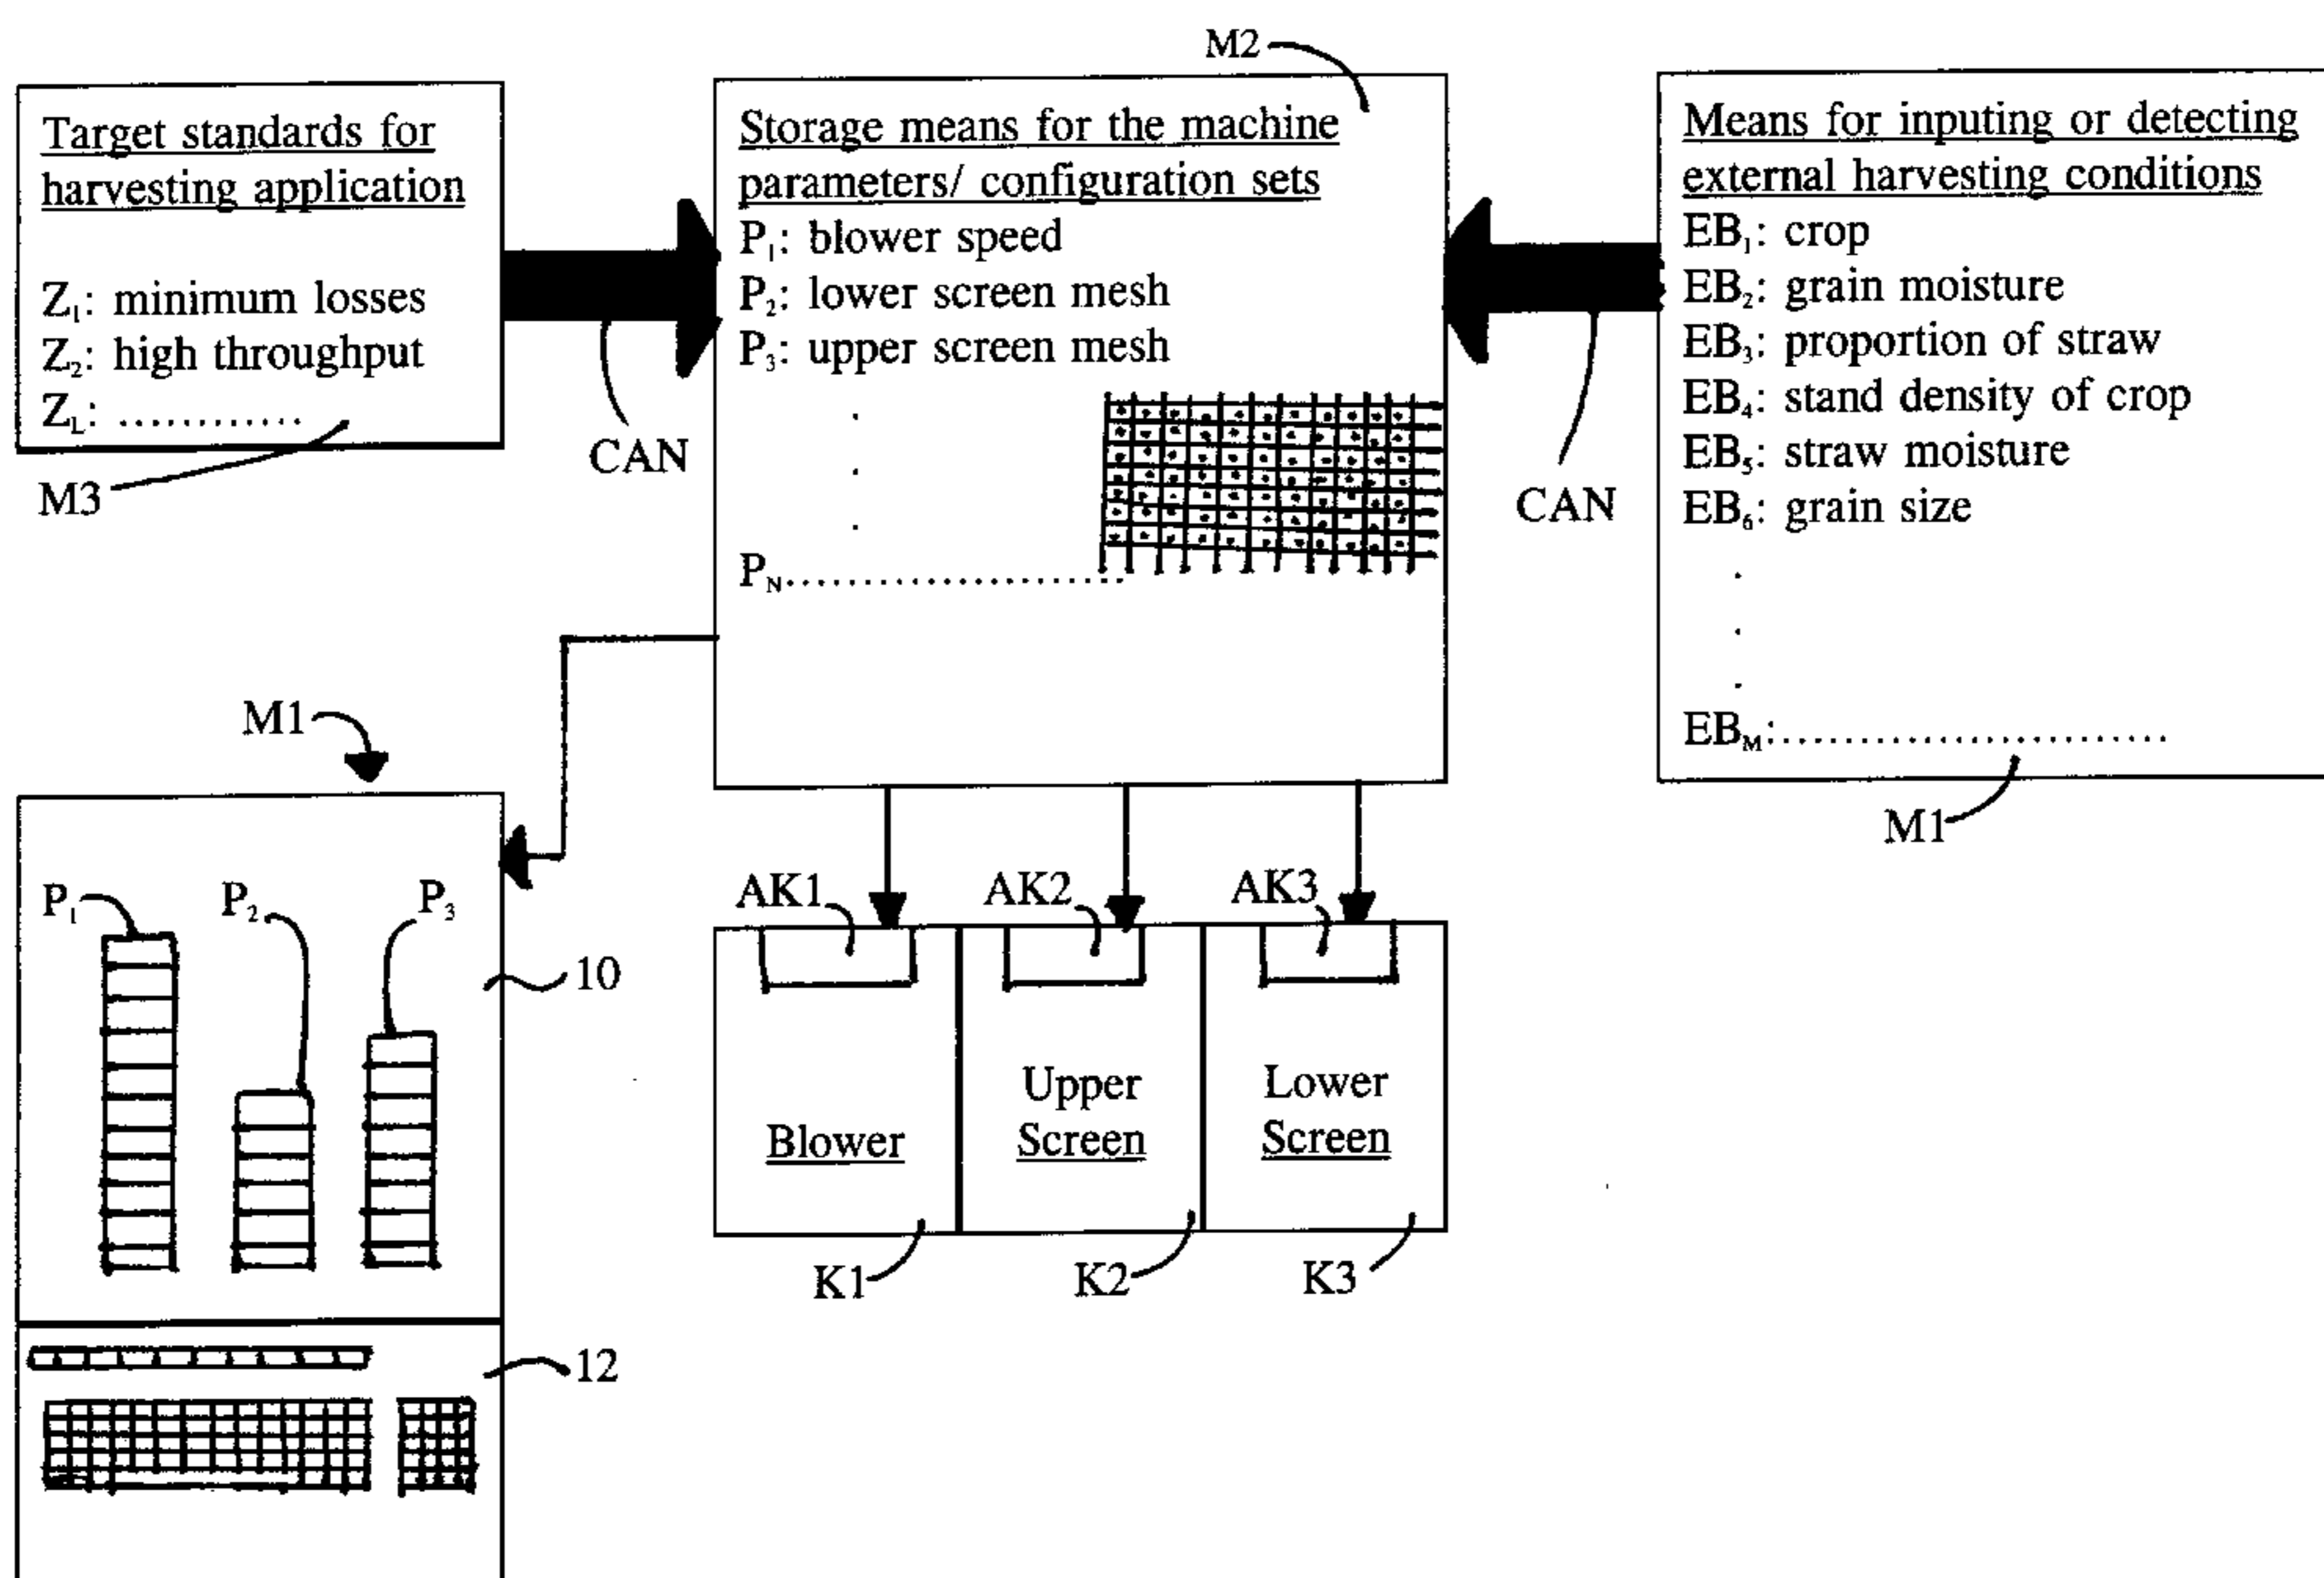 M2
Target standards for
harvesting application
Z₁: minimum losses
Z₂: high throughput
Z_L: ............
M3
CAN
Storage means for the machine
parameters/ configuration sets
P₁: blower speed
P₂: lower screen mesh
P₃: upper screen mesh
.
.
.
P_N.......................
CAN
Means for inputing or detecting
external harvesting conditions
EB₁: crop
EB₂: grain moisture
EB₃: proportion of straw
EB₄: stand density of crop
EB₅: straw moisture
EB₆: grain size
.
.
.
EB_M:.........................
M1
M1
P₁ P₂ P₃
10
12
AK1 AK2 AK3
Blower
Upper
Screen
Lower
Screen
K1 K2 K3